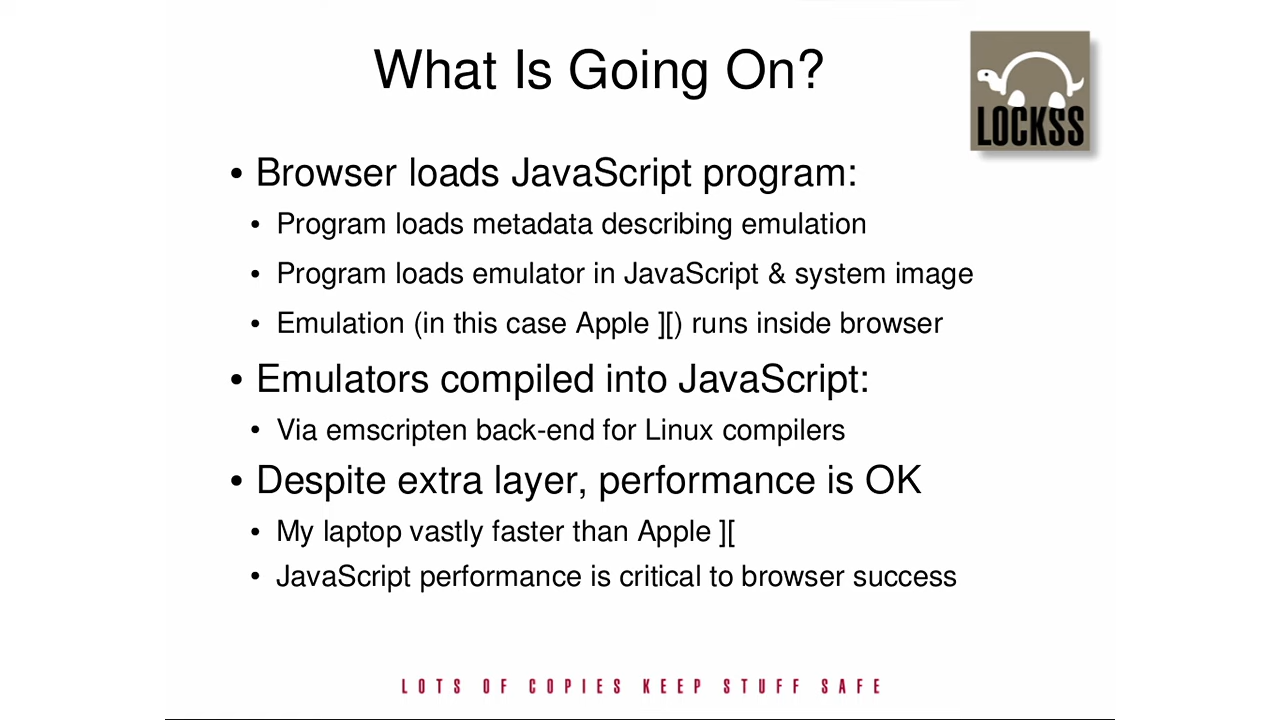 What Is Going On?
LOCKSS
• Browser loads JavaScript program:
• Program loads metadata describing emulation
• Program loads emulator in JavaScript & system image
• Emulation (in this case Apple ][) runs inside browser
• Emulators compiled into JavaScript:
• Via emscripten back-end for Linux compilers
• Despite extra layer, performance is OK
• My laptop vastly faster than Apple ][
• JavaScript performance is critical to browser success
LOTS OF COPIES KEEP STUFF SAFE